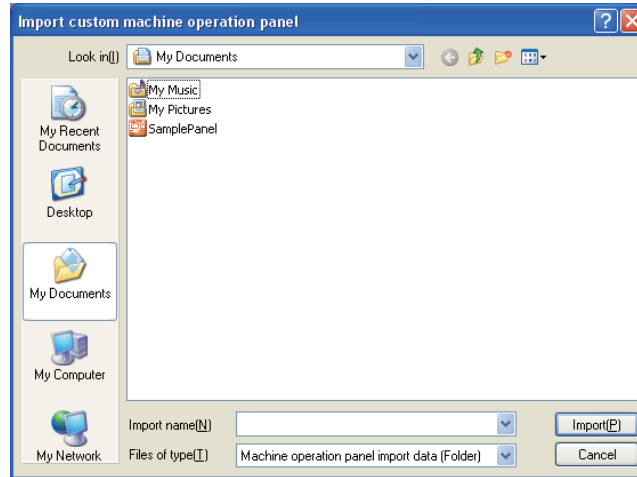 Import custom machine operation panel
Look in(I)
My Documents
My Music
My Pictures
SamplePanel
My Recent
Documents
Desktop
My Documents
My Computer
My Network
Import name(N)
Import(P)
Files of type(T)
Machine operation panel import data (Folder)
Cancel